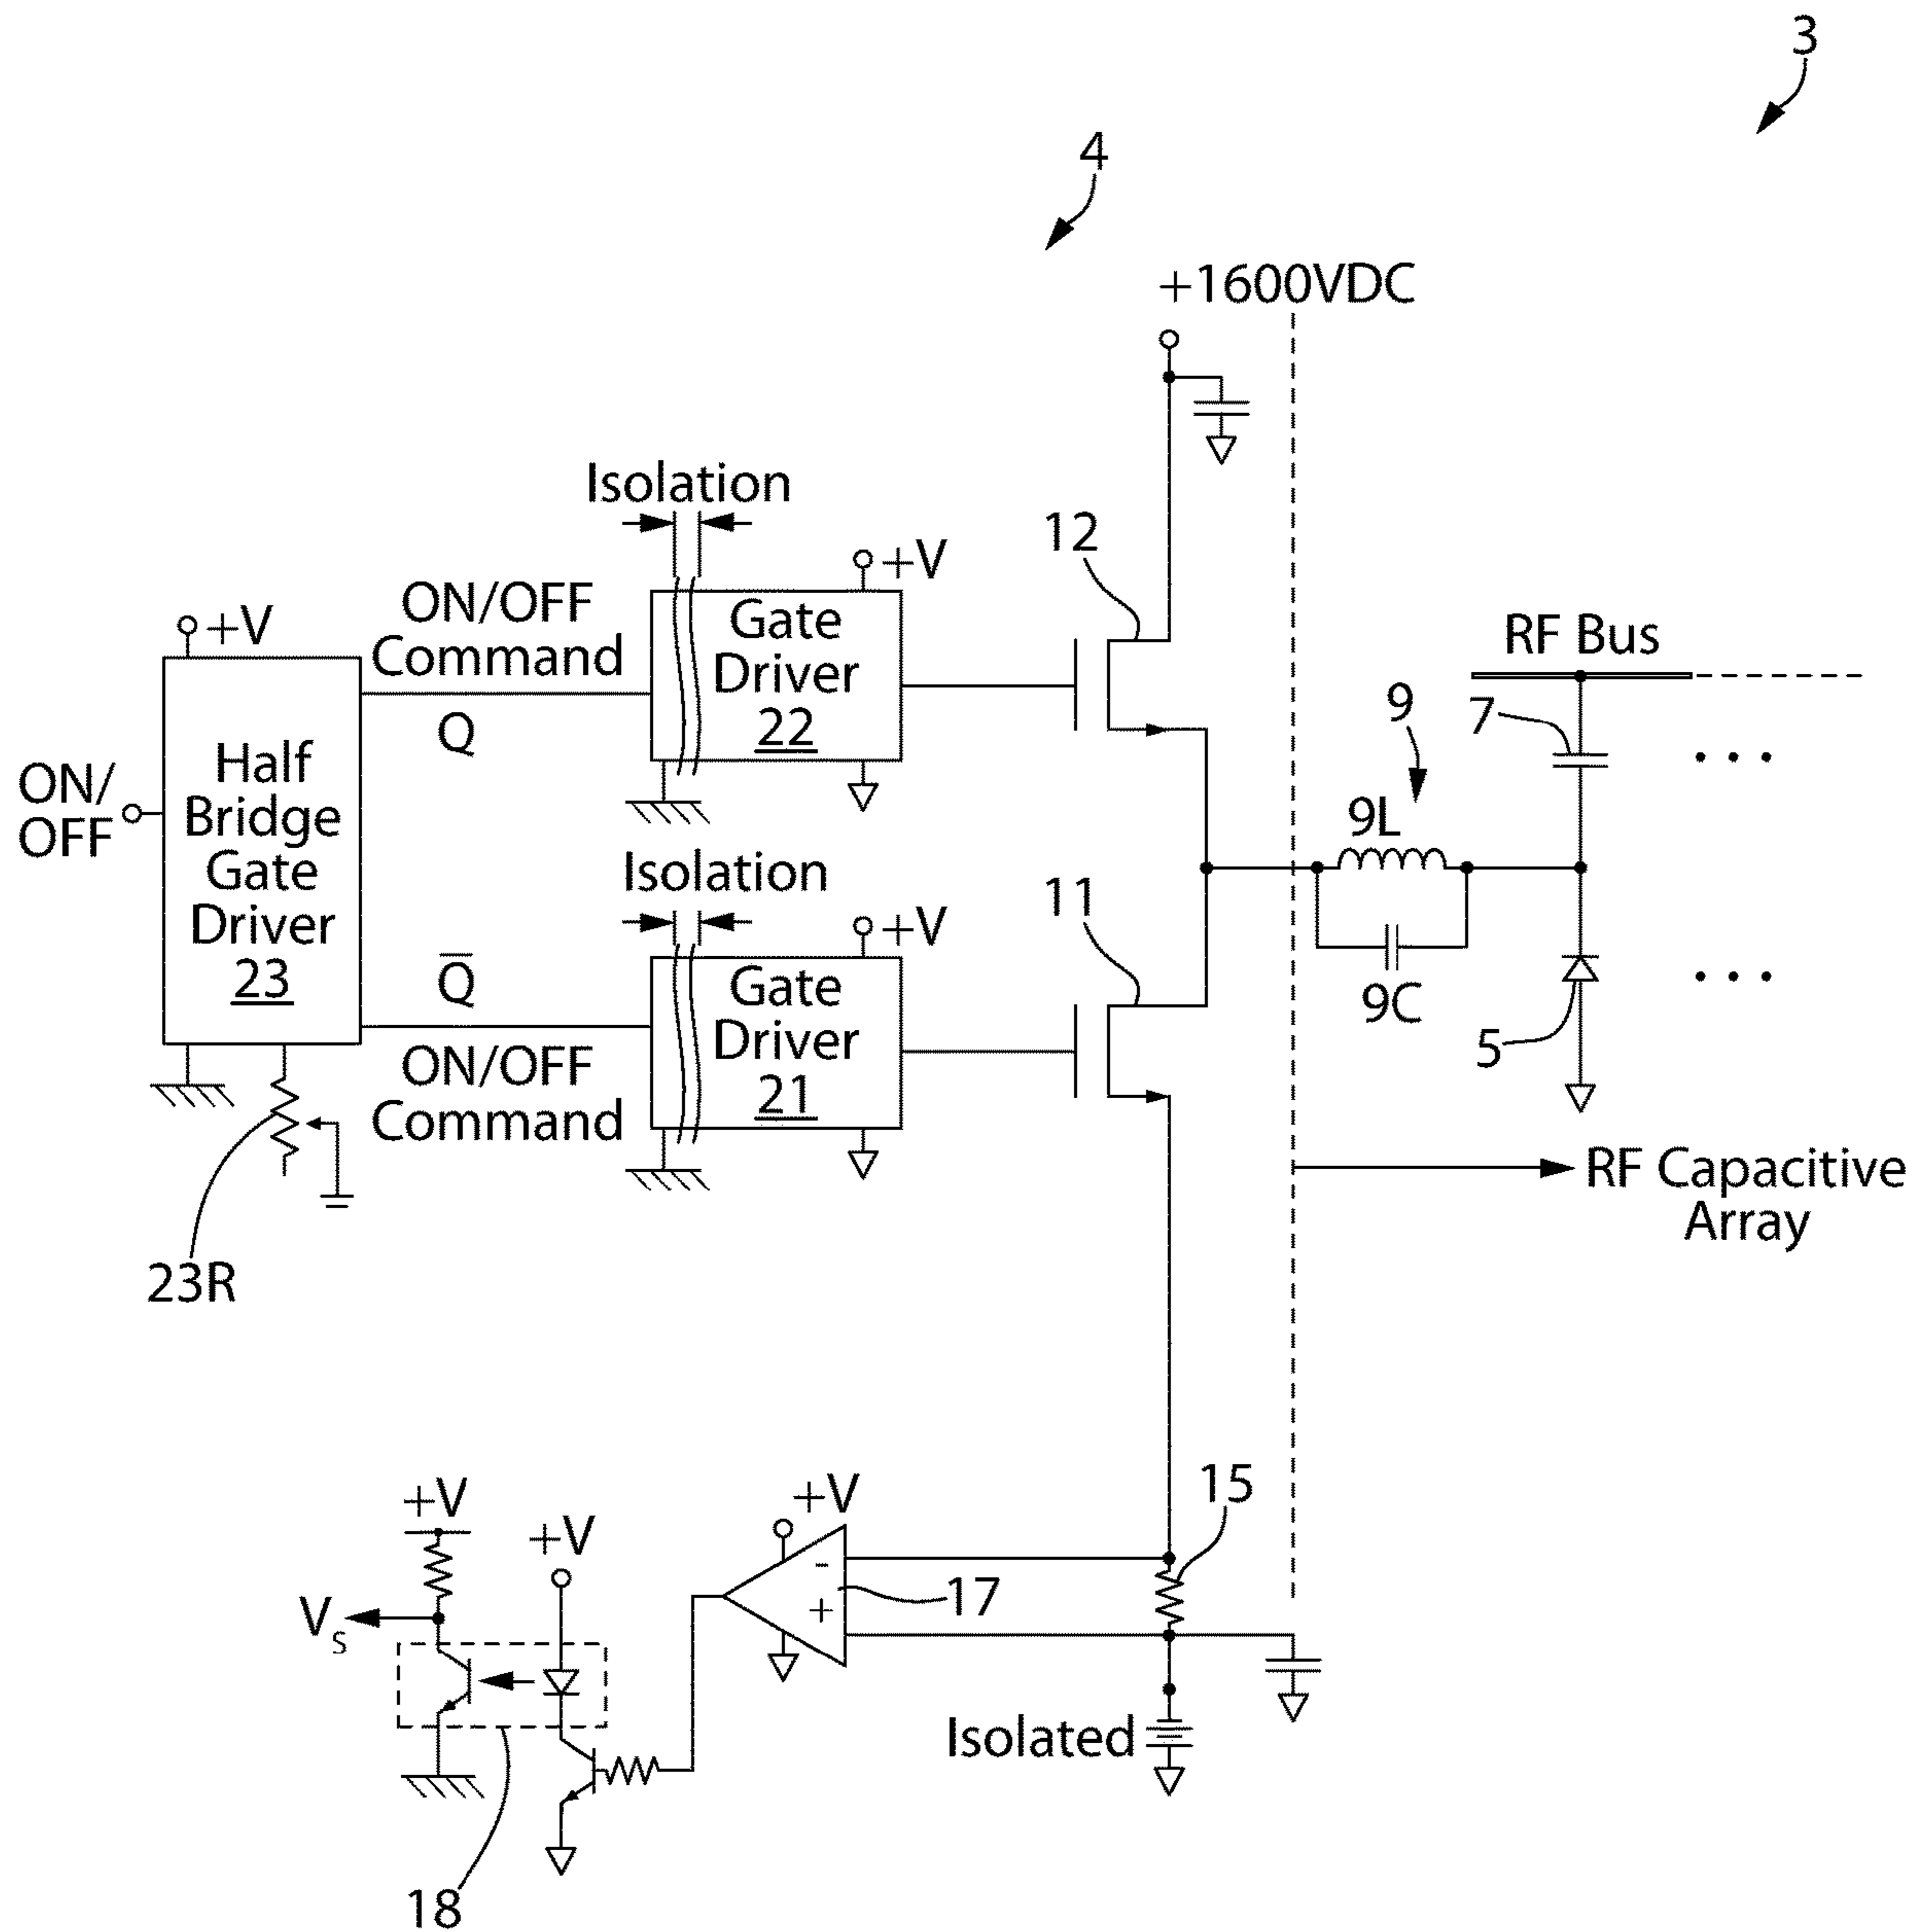 3
4
+1600VDC
Isolation
12
+V
ON/OFF
Command
Gate
Driver
22
+V
RF Bus
Q
9
7
Half
Bridge
Gate
Driver
23
ON/
OFF
9L
Isolation
11
+V
Q̅
Gate
Driver
21
9C
5
ON/OFF
Command
RF Capacitive
Array
23R
15
+V
+V
+V
-
+
17
VS
Isolated
18